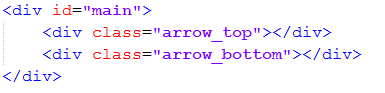 <div id="main">
    <div class="arrow_top"></div>
    <div class="arrow_bottom"></div>
</div>